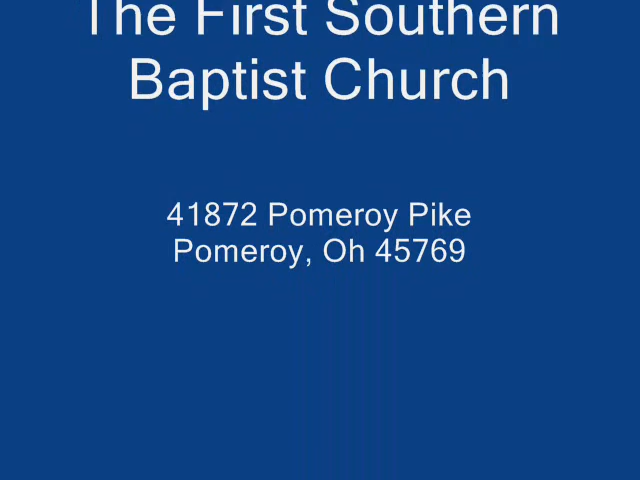 The First Southern
Baptist Church
41872 Pomeroy Pike
Pomeroy, Oh 45769